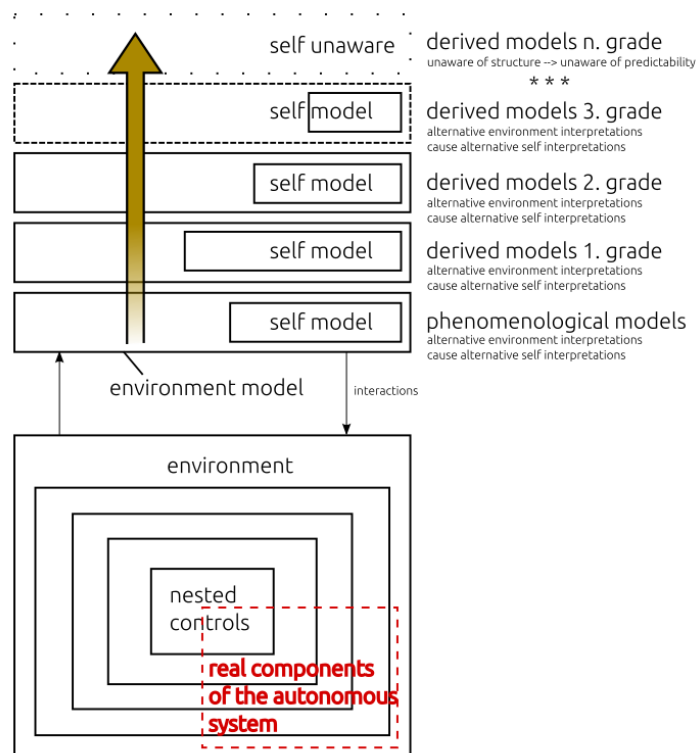 self unaware
derived models n. grade
unaware of structure --> unaware of predictability
* * *
self model
derived models 3. grade
alternative environment interpretations
cause alternative self interpretations
self model
derived models 2. grade
alternative environment interpretations
cause alternative self interpretations
self model
derived models 1. grade
alternative environment interpretations
cause alternative self interpretations
self model
phenomenological models
alternative environment interpretations
cause alternative self interpretations
environment model
interactions
environment
nested
controls
real components
of the autonomous
system